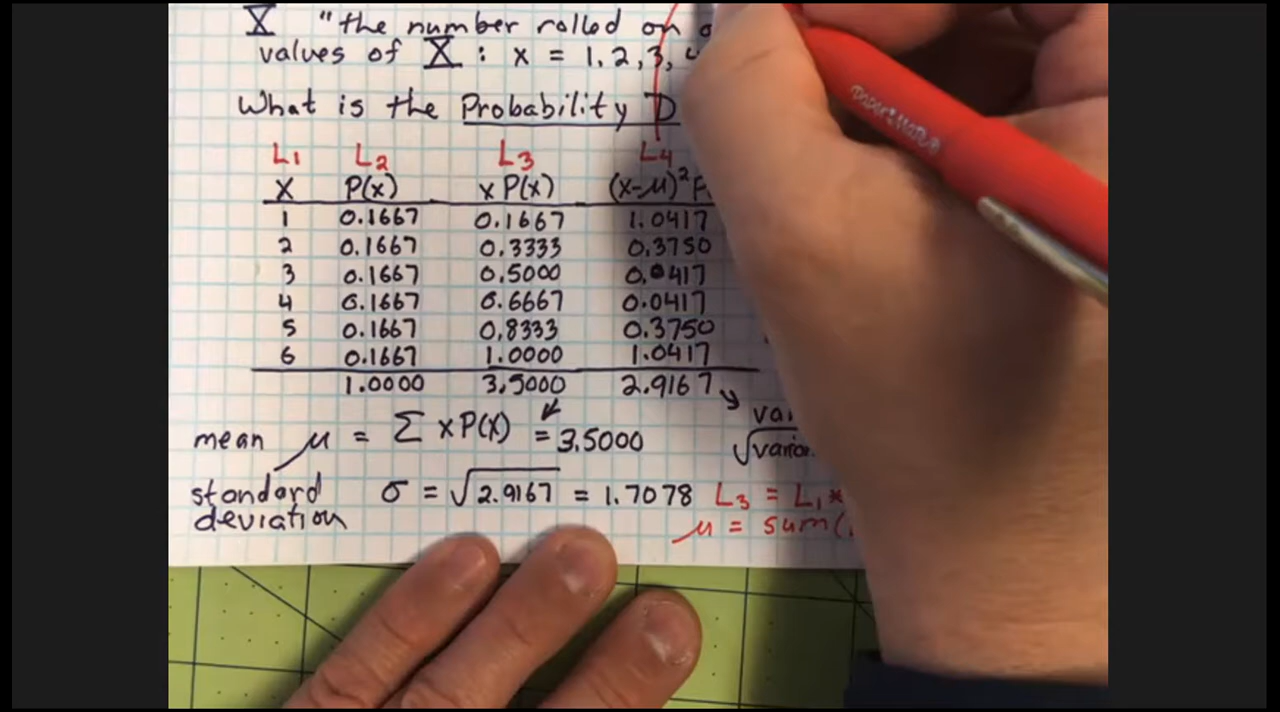 X "the number rolled on
values of X : x = 1, 2, 3,
What is the Probability D
L1 L2 L3 L4
X P(x) x P(x) (x-μ)²P
1 0.1667 0.1667 1.0417
2 0.1667 0.3333 0.3750
3 0.1667 0.5000 0.0417
4 0.1667 0.6667 0.0417
5 0.1667 0.8333 0.3750
6 0.1667 1.0000 1.0417
1.0000 3.5000 2.9167
mean μ = Σ x P(x) = 3.5000
√
standard deviation σ = √2.9167 = 1.7078 L3 = L1 *
μ = sum(